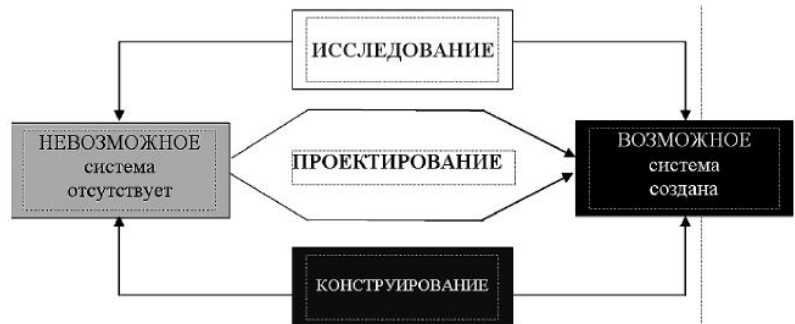 ИССЛЕДОВАНИЕ
НЕВОЗМОЖНОЕ
система
отсутствует
ПРОЕКТИРОВАНИЕ
ВОЗМОЖНОЕ
система
создана
КОНСТРУИРОВАНИЕ